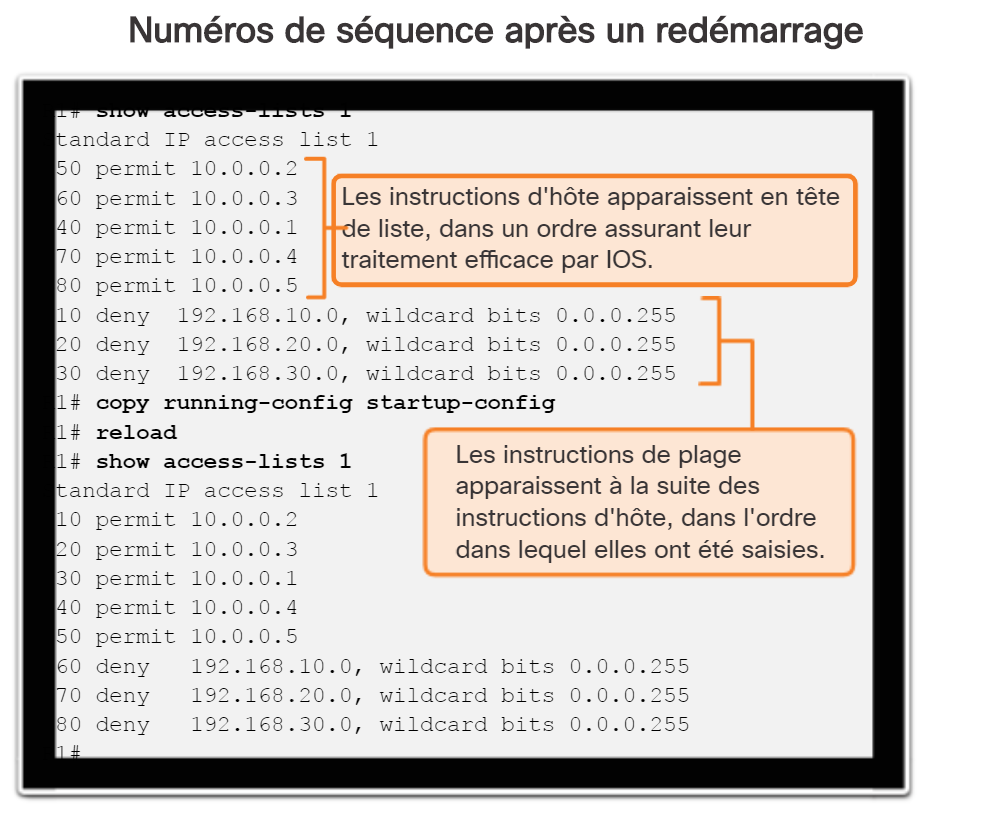 Numéros de séquence après un redémarrage
1# show access-lists 1
tandard IP access list 1
50 permit 10.0.0.2
60 permit 10.0.0.3
40 permit 10.0.0.1
70 permit 10.0.0.4
80 permit 10.0.0.5
Les instructions d'hôte apparaissent en tête
de liste, dans un ordre assurant leur
traitement efficace par IOS.
10 deny 192.168.10.0, wildcard bits 0.0.0.255
20 deny 192.168.20.0, wildcard bits 0.0.0.255
30 deny 192.168.30.0, wildcard bits 0.0.0.255
1# copy running-config startup-config
1# reload
1# show access-lists 1
tandard IP access list 1
Les instructions de plage
apparaissent à la suite des
instructions d'hôte, dans l'ordre
dans lequel elles ont été saisies.
10 permit 10.0.0.2
20 permit 10.0.0.3
30 permit 10.0.0.1
40 permit 10.0.0.4
50 permit 10.0.0.5
60 deny 192.168.10.0, wildcard bits 0.0.0.255
70 deny 192.168.20.0, wildcard bits 0.0.0.255
80 deny 192.168.30.0, wildcard bits 0.0.0.255
1#